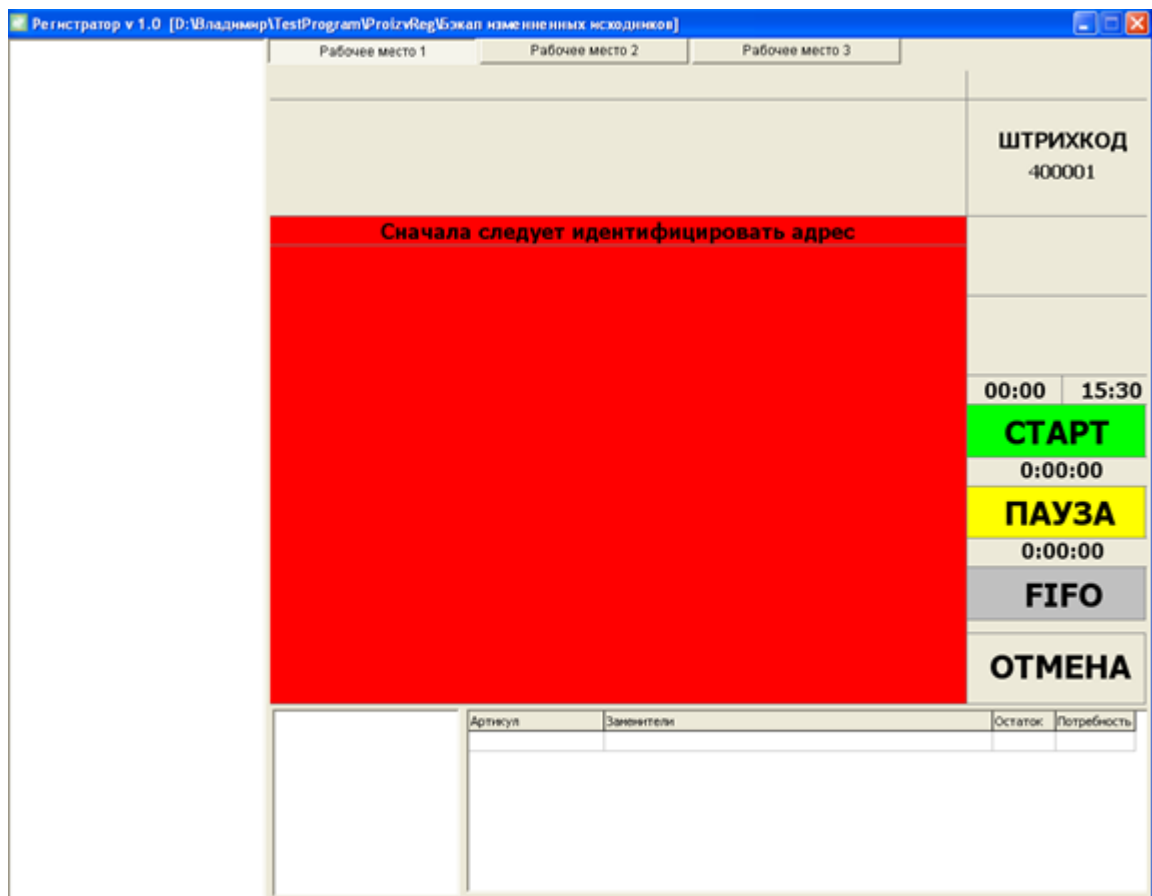 Регистратор v 1.0 [D:\Владимир\TestProgram\ProizvReg\Бэкап измененных исходников]
Рабочее место 1 Рабочее место 2 Рабочее место 3
ШТРИХКОД
400001
Сначала следует идентифицировать адрес
00:00 15:30
СТАРТ
0:00:00
ПАУЗА
0:00:00
FIFO
ОТМЕНА
Артикул Заменители Остаток Потребность